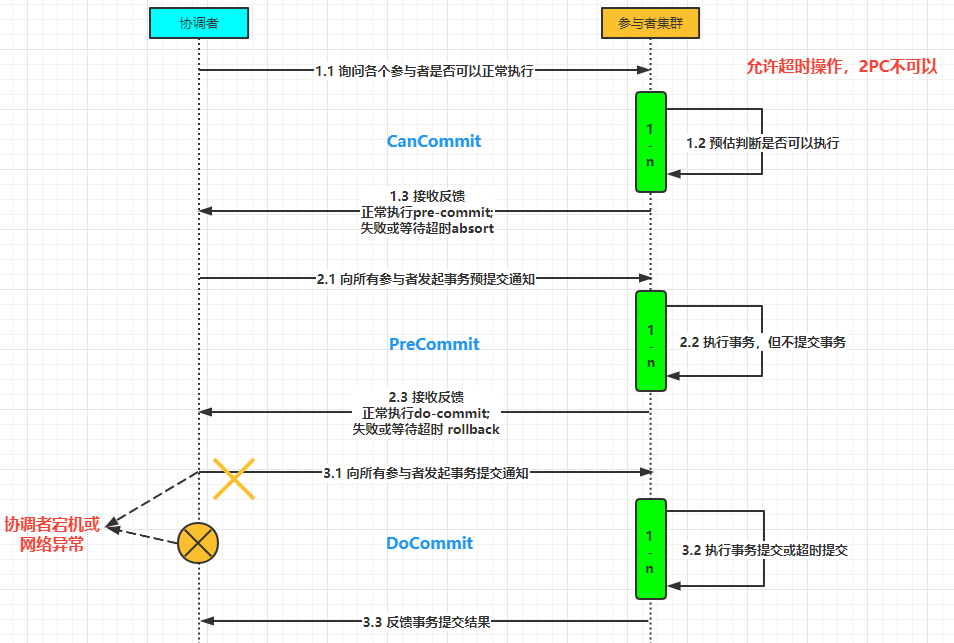 协调者
参与者集群
1.1 询问各个参与者是否可以正常执行
允许超时操作，2PC不可以
1
-
n
CanCommit
1.2 预估判断是否可以执行
1.3 接收反馈
正常执行pre-commit;
失败或等待超时absort
2.1 向所有参与者发起事务预提交通知
1
-
n
PreCommit
2.2 执行事务，但不提交事务
2.3 接收反馈
正常执行do-commit;
失败或等待超时 rollback
3.1 向所有参与者发起事务提交通知
协调者宕机或
网络异常
1
-
n
DoCommit
3.2 执行事务提交或超时提交
3.3 反馈事务提交结果